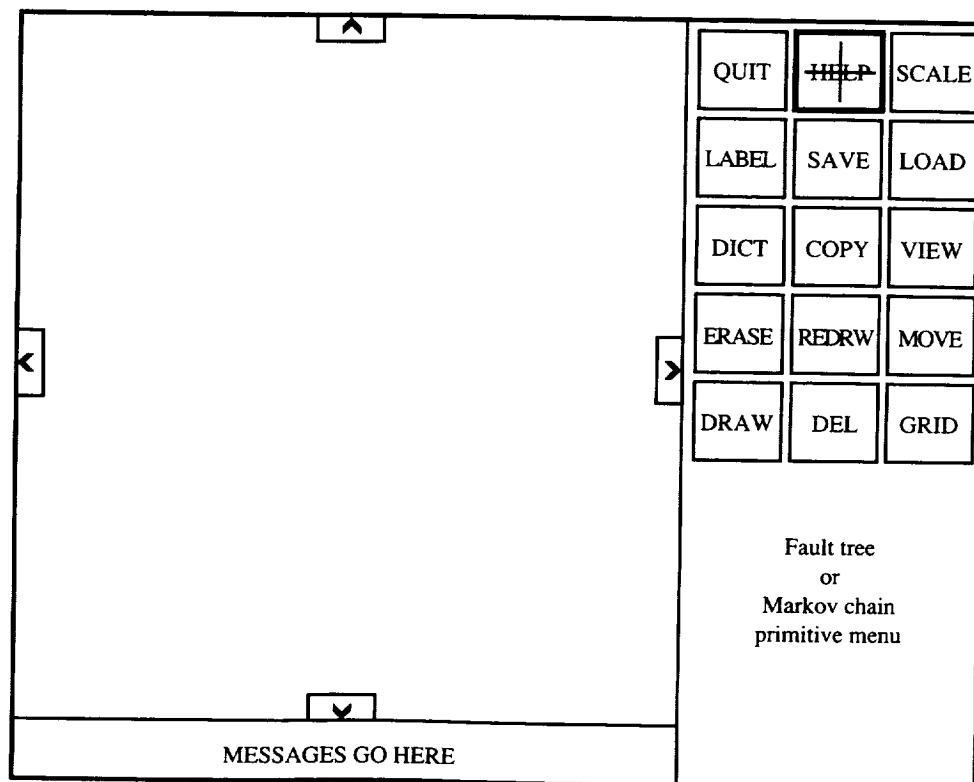 QUIT HELP SCALE
LABEL SAVE LOAD
DICT COPY VIEW
ERASE REDRW MOVE
DRAW DEL GRID
Fault tree
or
Markov chain
primitive menu
MESSAGES GO HERE